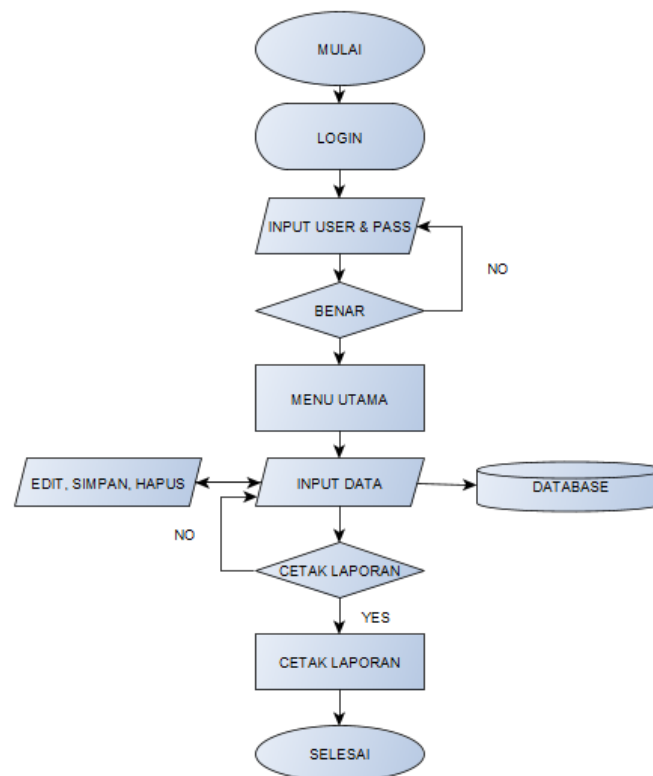 MULAI
LOGIN
INPUT USER & PASS
NO
BENAR
MENU UTAMA
EDIT, SIMPAN, HAPUS
INPUT DATA
DATABASE
NO
CETAK LAPORAN
YES
CETAK LAPORAN
SELESAI